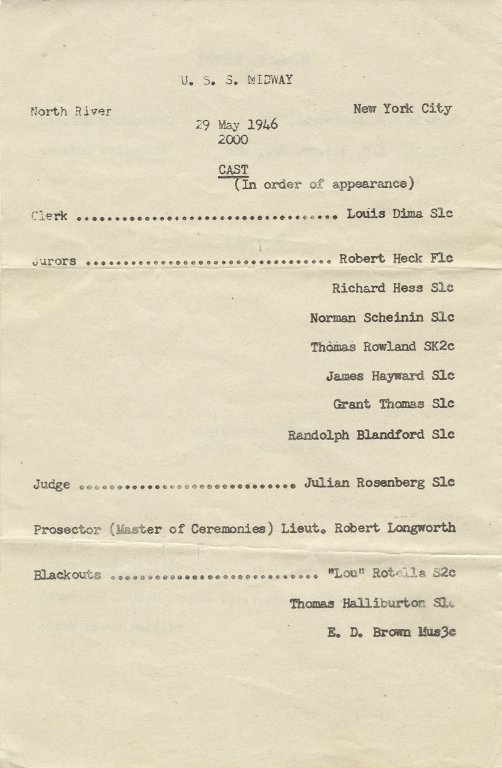 U. S. S. MIDWAY
North River
New York City
29 May 1946
2000
CAST
(In order of appearance)
Clerk ...................................... Louis Dima S1c
Jurors .................................... Robert Heck F1c
Richard Hess S1c
Norman Scheinin S1c
Thomas Rowland SK2c
James Hayward S1c
Grant Thomas S1c
Randolph Blandford S1c
Judge ............................... Julian Rosenberg S1c
Prosector (Master of Ceremonies) Lieut. Robert Longworth
Blackouts .............................. "Lou" Rotella S2c
Thomas Halliburton S1c
E. D. Brown Mus3c